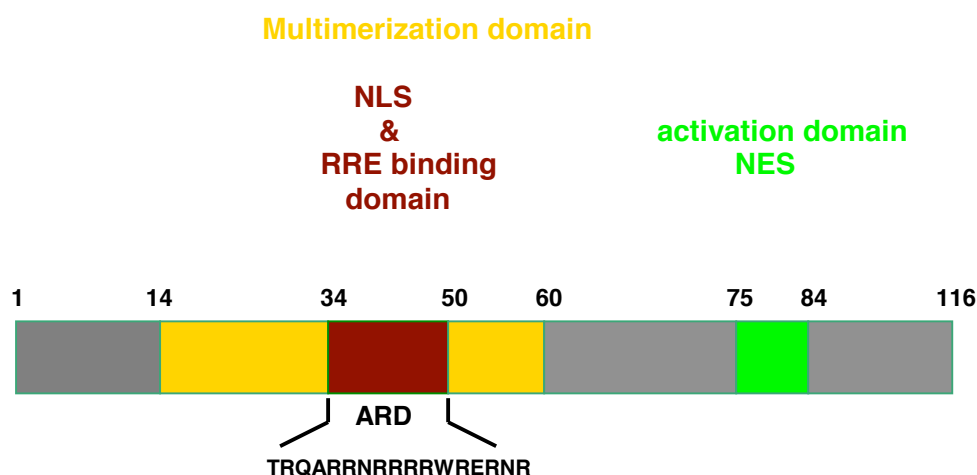 Multimerization domain
NLS
&
RRE binding
domain
activation domain
NES
1 14 34 50 60 75 84 116
ARD
TRQARRNRRRRWRERNR